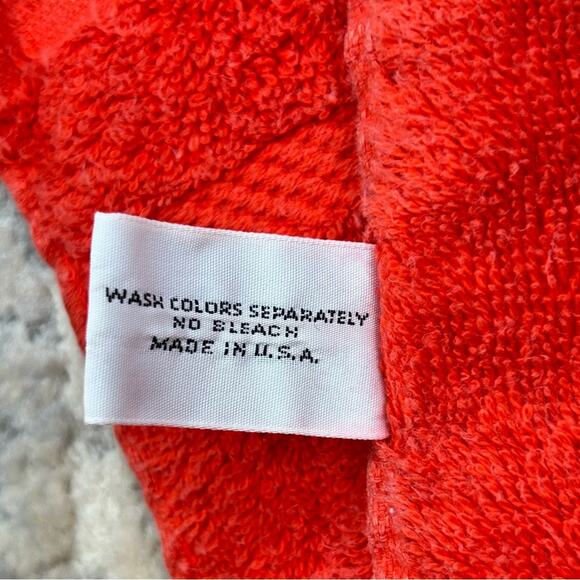 WASH COLORS SEPARATELY
NO BLEACH
MADE IN U.S.A.